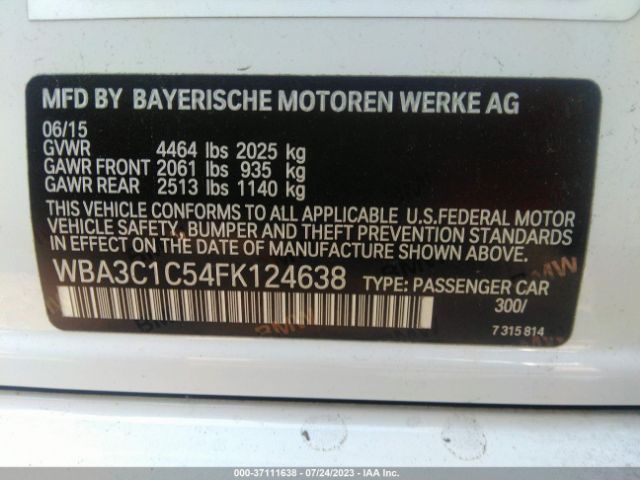 MFD BY BAYERISCHE MOTOREN WERKE AG
06/15
GVWR 4464 lbs 2025 kg
GAWR FRONT 2061 lbs 935 kg
GAWR REAR 2513 lbs 1140 kg
THIS VEHICLE CONFORMS TO ALL APPLICABLE U.S.FEDERAL MOTOR
VEHICLE SAFETY, BUMPER AND THEFT PREVENTION STANDARDS
IN EFFECT ON THE DATE OF MANUFACTURE SHOWN ABOVE.
WBA3C1C54FK124638 TYPE: PASSENGER CAR
300/
7 315 814
000-37111638 - 07/24/2023 - IAA Inc.